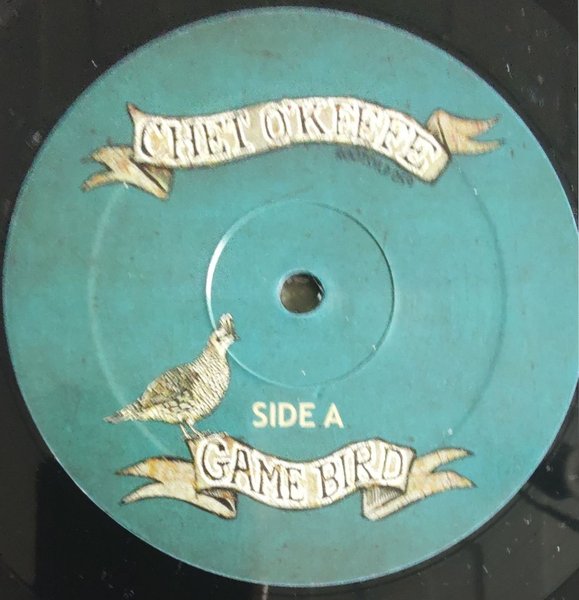 CHET O'KEEFE
SIDE A
GAME BIRD